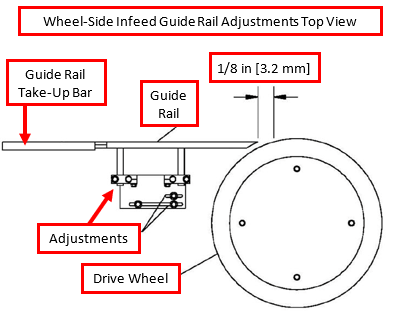 Wheel-Side Infeed Guide Rail Adjustments Top View
Guide Rail
Take-Up Bar
1/8 in [3.2 mm]
Guide
Rail
Adjustments
Drive Wheel